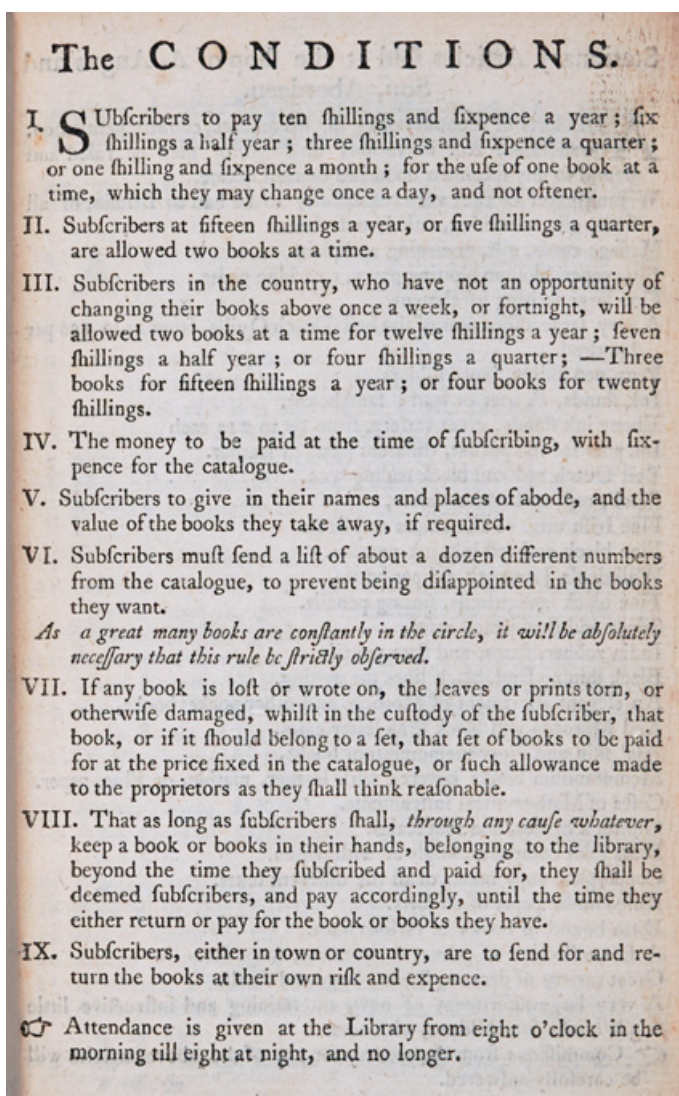 The CONDITIONS.
I. SUbſcribers to pay ten ſhillings and ſixpence a year; ſix
ſhillings a half year; three ſhillings and ſixpence a quarter;
or one ſhilling and ſixpence a month; for the uſe of one book at a
time, which they may change once a day, and not oftener.
II. Subſcribers at fifteen ſhillings a year, or five ſhillings a quarter,
are allowed two books at a time.
III. Subſcribers in the country, who have not an opportunity of
changing their books above once a week, or fortnight, will be
allowed two books at a time for twelve ſhillings a year; ſeven
ſhillings a half year; or four ſhillings a quarter; —Three
books for fifteen ſhillings a year; or four books for twenty
ſhillings.
IV. The money to be paid at the time of ſubſcribing, with ſix-
pence for the catalogue.
V. Subſcribers to give in their names and places of abode, and the
value of the books they take away, if required.
VI. Subſcribers muſt ſend a liſt of about a dozen different numbers
from the catalogue, to prevent being diſappointed in the books
they want.
As a great many books are conſtantly in the circle, it will be abſolutely
neceſſary that this rule be ſtrictly obſerved.
VII. If any book is loſt or wrote on, the leaves or prints torn, or
otherwiſe damaged, whilſt in the cuſtody of the ſubſcriber, that
book, or if it ſhould belong to a ſet, that ſet of books to be paid
for at the price fixed in the catalogue, or ſuch allowance made
to the proprietors as they ſhall think reaſonable.
VIII. That as long as ſubſcribers ſhall, through any cauſe whatever,
keep a book or books in their hands, belonging to the library,
beyond the time they ſubſcribed and paid for, they ſhall be
deemed ſubſcribers, and pay accordingly, until the time they
either return or pay for the book or books they have.
IX. Subſcribers, either in town or country, are to ſend for and re-
turn the books at their own riſk and expence.
☞ Attendance is given at the Library from eight o'clock in the
morning till eight at night, and no longer.